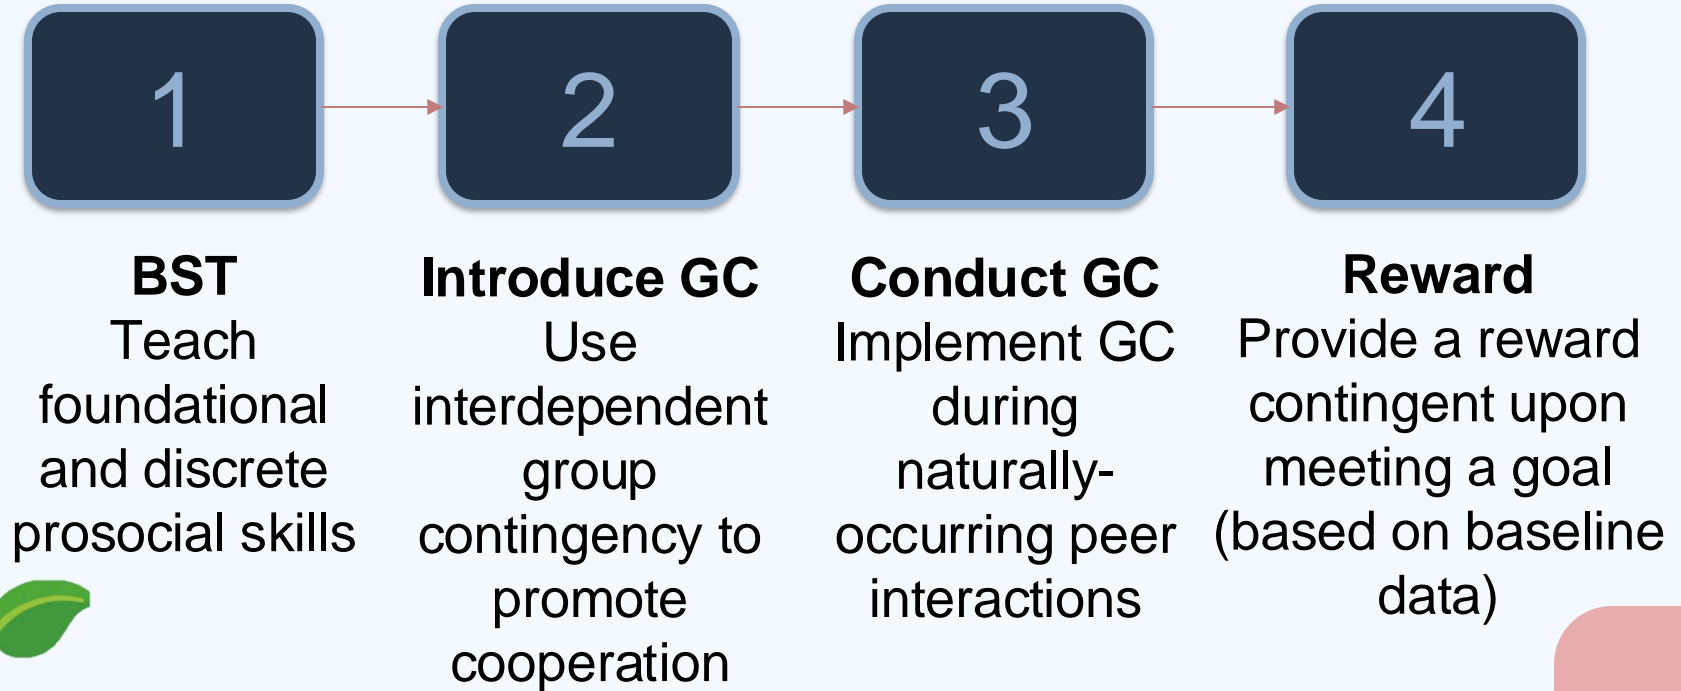 1
2
3
4
BST
Teach
foundational
and discrete
prosocial skills
Introduce GC
Use
interdependent
group
contingency to
promote
cooperation
Conduct GC
Implement GC
during
naturally-
occurring peer
interactions
Reward
Provide a reward
contingent upon
meeting a goal
(based on baseline
data)